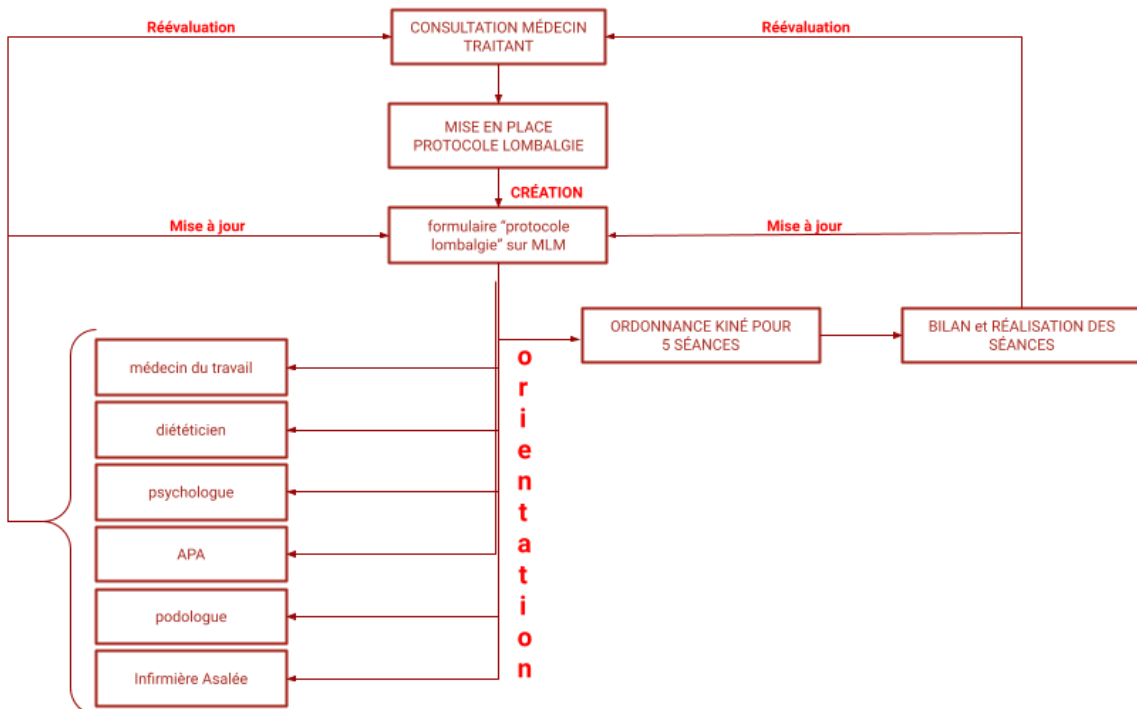 Réévaluation
CONSULTATION MÉDECIN
TRAITANT
Réévaluation
MISE EN PLACE
PROTOCOLE LOMBALGIE
CRÉATION
Mise à jour
formulaire “protocole
lombalgie” sur MLM
Mise à jour
ORDONNANCE KINÉ POUR
5 SÉANCES
BILAN et RÉALISATION DES
SÉANCES
orientation
médecin du travail
diététicien
psychologue
APA
podologue
Infirmière Asalée